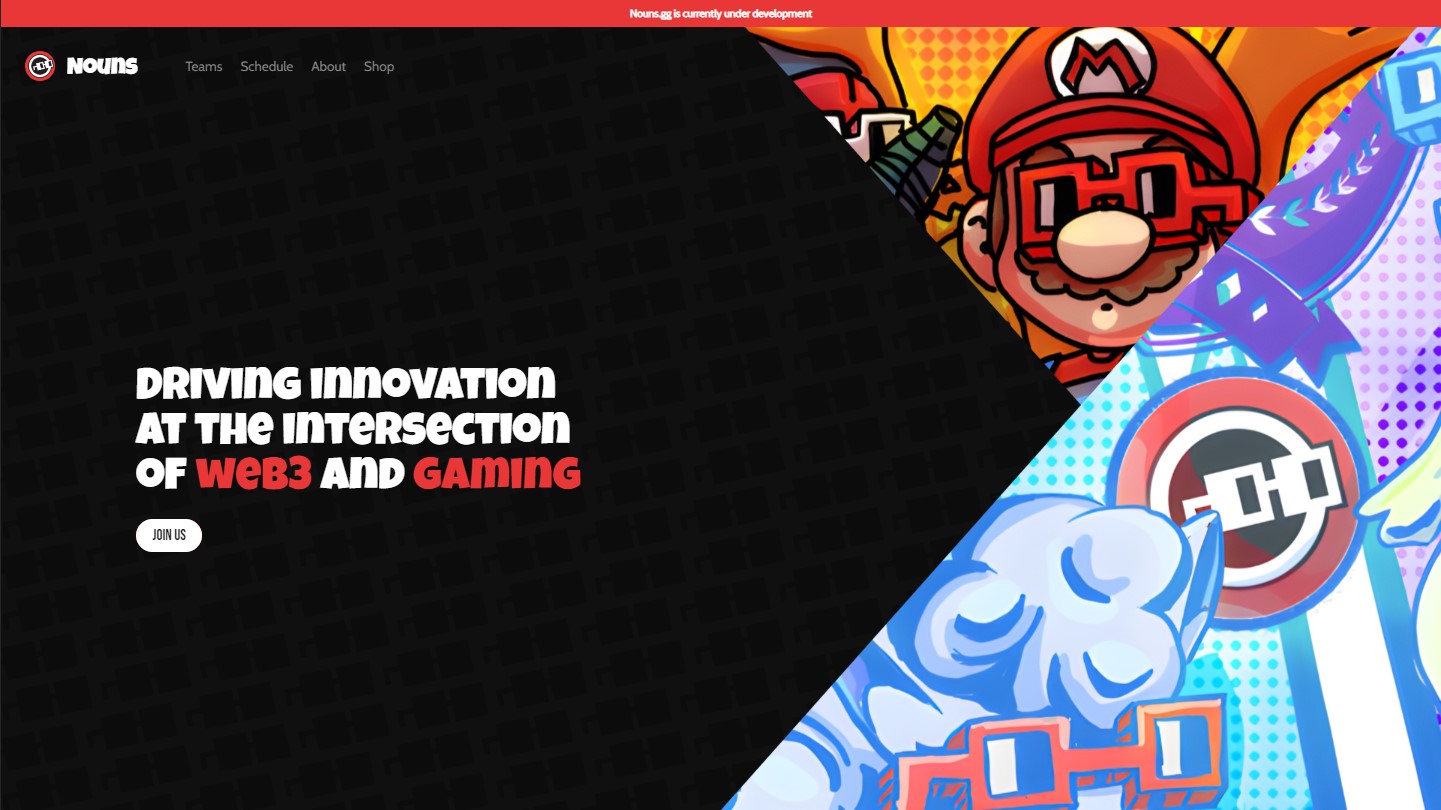 Nouns.gg is currently under development
Nouns
Teams
Schedule
About
Shop
Driving innovation
at the intersection
of Web3 and Gaming
JOIN US
M